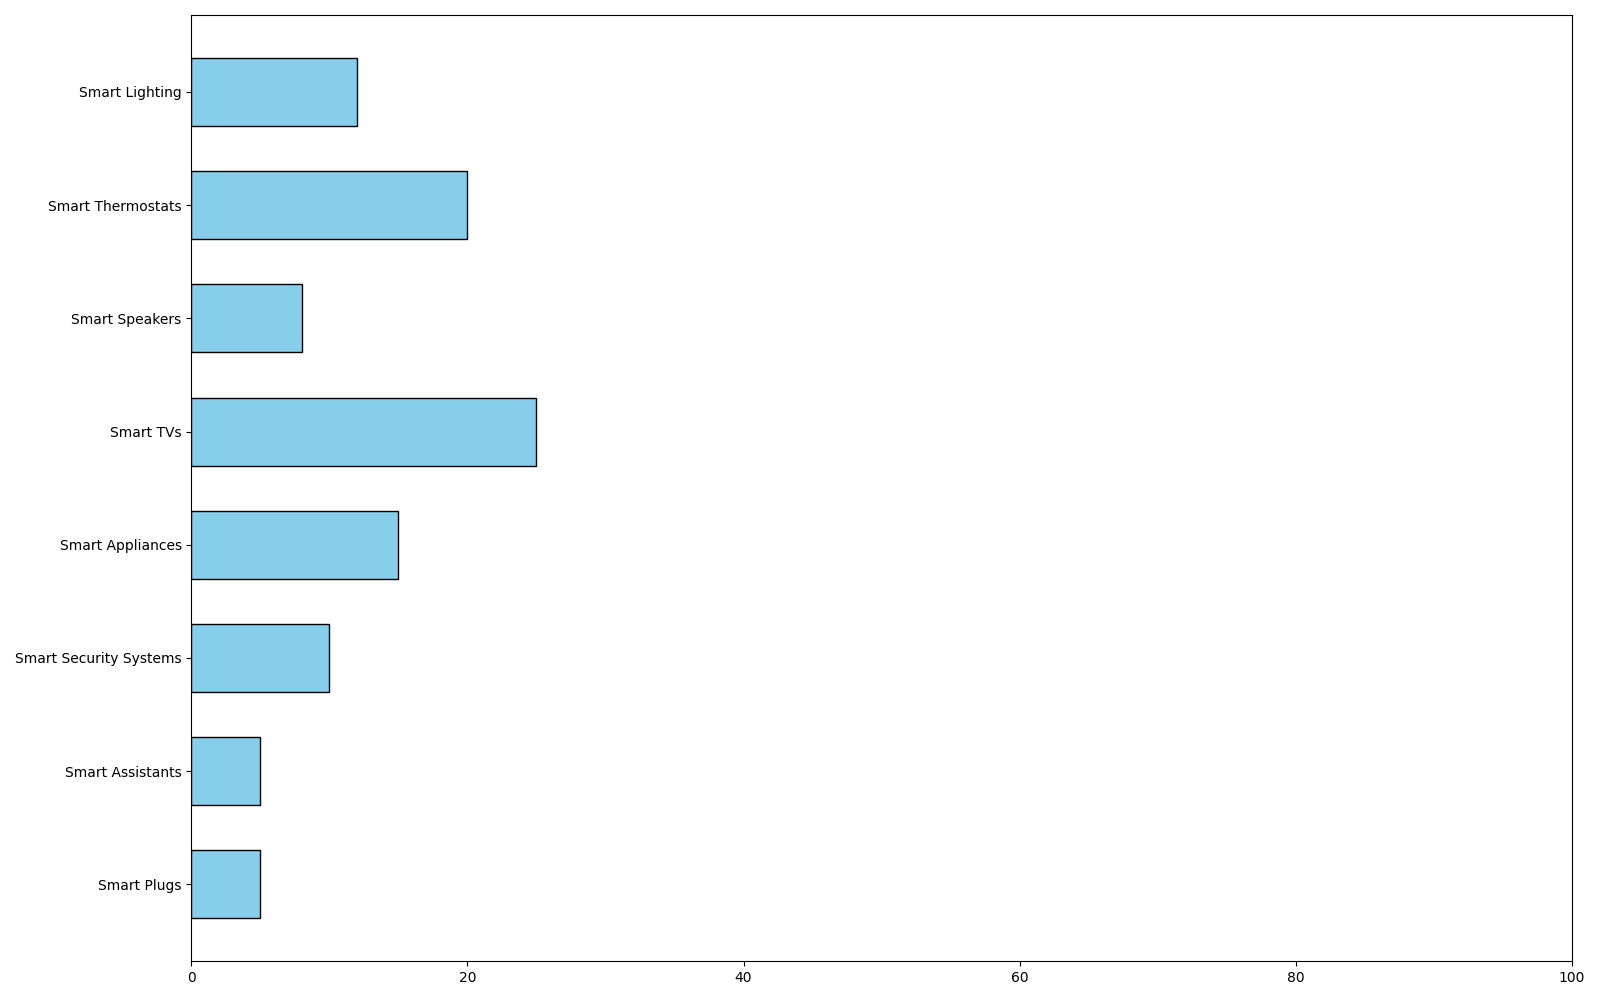 Smart Lighting
Smart Thermostats
Smart Speakers
Smart TVs
Smart Appliances
Smart Security Systems
Smart Assistants
Smart Plugs
0 20 40 60 80 100